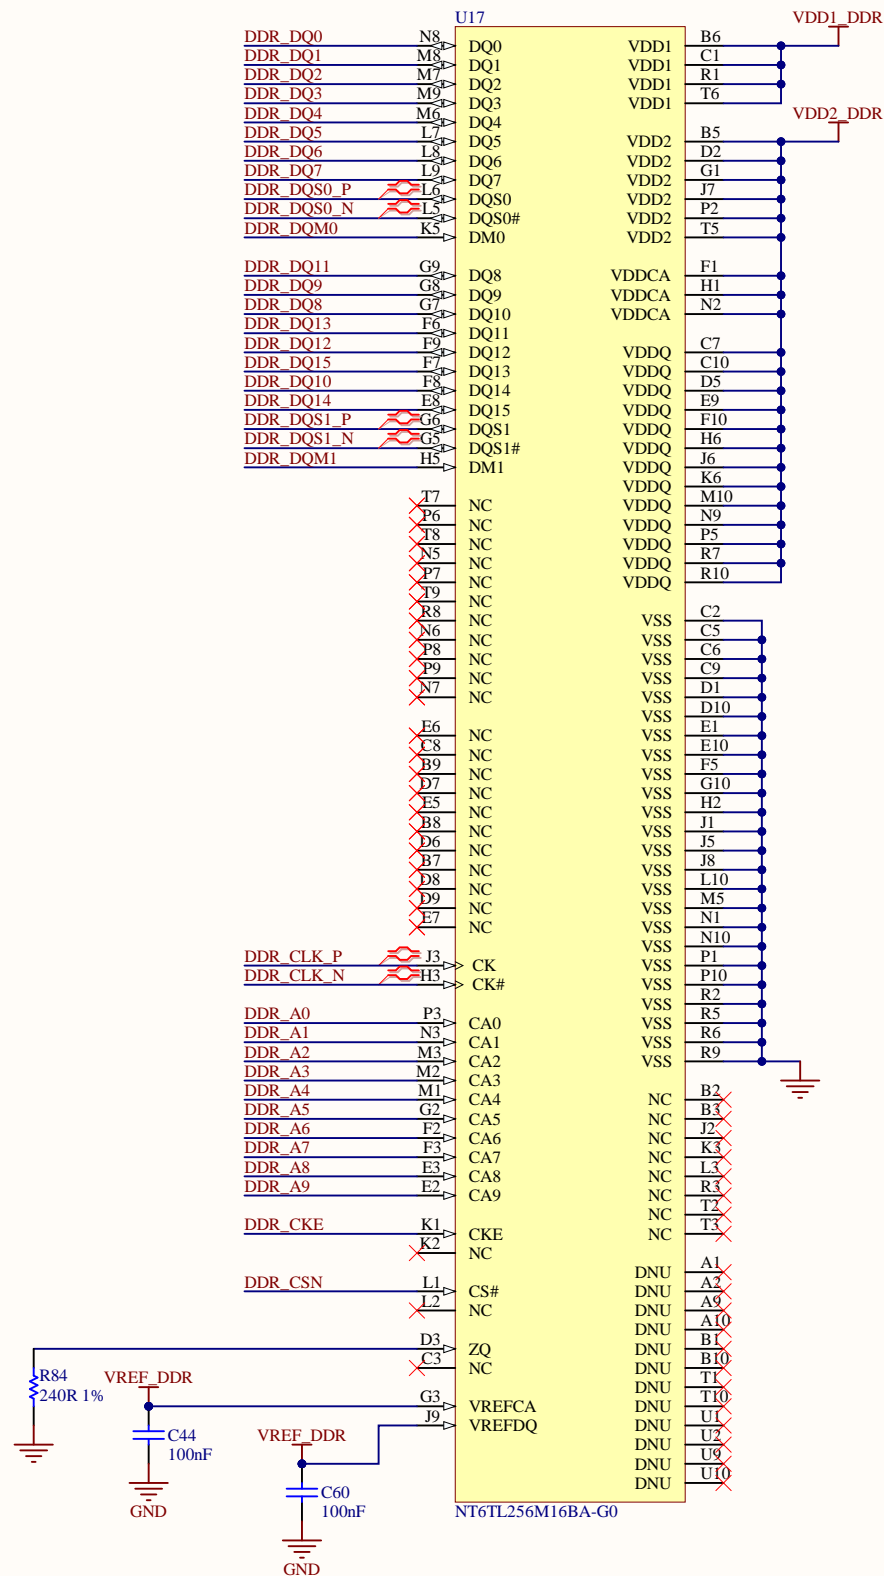 U17
VDD1_DDR
DDR_DQ0 N8 DQ0 VDD1 B6
DDR_DQ1 M8 DQ1 VDD1 C1
DDR_DQ2 M7 DQ2 VDD1 R1
DDR_DQ3 M9 DQ3 VDD1 T6
DDR_DQ4 M6 DQ4 VDD2_DDR
DDR_DQ5 L7 DQ5 VDD2 B5
DDR_DQ6 L8 DQ6 VDD2 D2
DDR_DQ7 L9 DQ7 VDD2 G1
DDR_DQS0_P L6 DQS0 VDD2 J7
DDR_DQS0_N L5 DQS0# VDD2 P2
DDR_DQM0 K5 DM0 VDD2 T5
DDR_DQ11 G9 DQ8 VDDCA F1
DDR_DQ9 G8 DQ9 VDDCA H1
DDR_DQ8 G7 DQ10 VDDCA N2
DDR_DQ13 F6 DQ11
DDR_DQ12 F9 DQ12 VDDQ C7
DDR_DQ15 F7 DQ13 VDDQ C10
DDR_DQ10 F8 DQ14 VDDQ D5
DDR_DQ14 E8 DQ15 VDDQ E9
DDR_DQS1_P G6 DQS1 VDDQ F10
DDR_DQS1_N G5 DQS1# VDDQ H6
DDR_DQM1 H5 DM1 VDDQ J6
VDDQ K6
T7 NC VDDQ M10
P6 NC VDDQ N9
T8 NC VDDQ P5
N5 NC VDDQ R7
P7 NC VDDQ R10
T9 NC
R8 NC VSS C2
N6 NC VSS C5
P8 NC VSS C6
P9 NC VSS C9
N7 NC VSS D1
VSS D10
E6 NC VSS E1
C8 NC VSS E10
B9 NC VSS F5
D7 NC VSS G10
E5 NC VSS H2
B8 NC VSS J1
D6 NC VSS J5
B7 NC VSS J8
D8 NC VSS L10
D9 NC VSS M5
E7 NC VSS N1
VSS N10
DDR_CLK_P J3 CK VSS P1
DDR_CLK_N H3 CK# VSS P10
VSS R2
DDR_A0 P3 CA0 VSS R5
DDR_A1 N3 CA1 VSS R6
DDR_A2 M3 CA2 VSS R9
DDR_A3 M2 CA3
DDR_A4 M1 CA4 NC B2
DDR_A5 G2 CA5 NC B3
DDR_A6 F2 CA6 NC J2
DDR_A7 F3 CA7 NC K3
DDR_A8 E3 CA8 NC L3
DDR_A9 E2 CA9 NC R3
NC T2
DDR_CKE K1 CKE NC T3
K2 NC
DNU A1
DDR_CSN L1 CS# DNU A2
L2 NC DNU A9
DNU A10
D3 ZQ DNU B1
C3 NC DNU B10
R84
240R 1%
DNU T1
VREF_DDR
G3 VREFCA DNU T10
J9 VREFDQ DNU U1
C44
100nF
VREF_DDR
DNU U2
DNU U9
DNU U10
C60
100nF
GND
NT6TL256M16BA-G0
GND